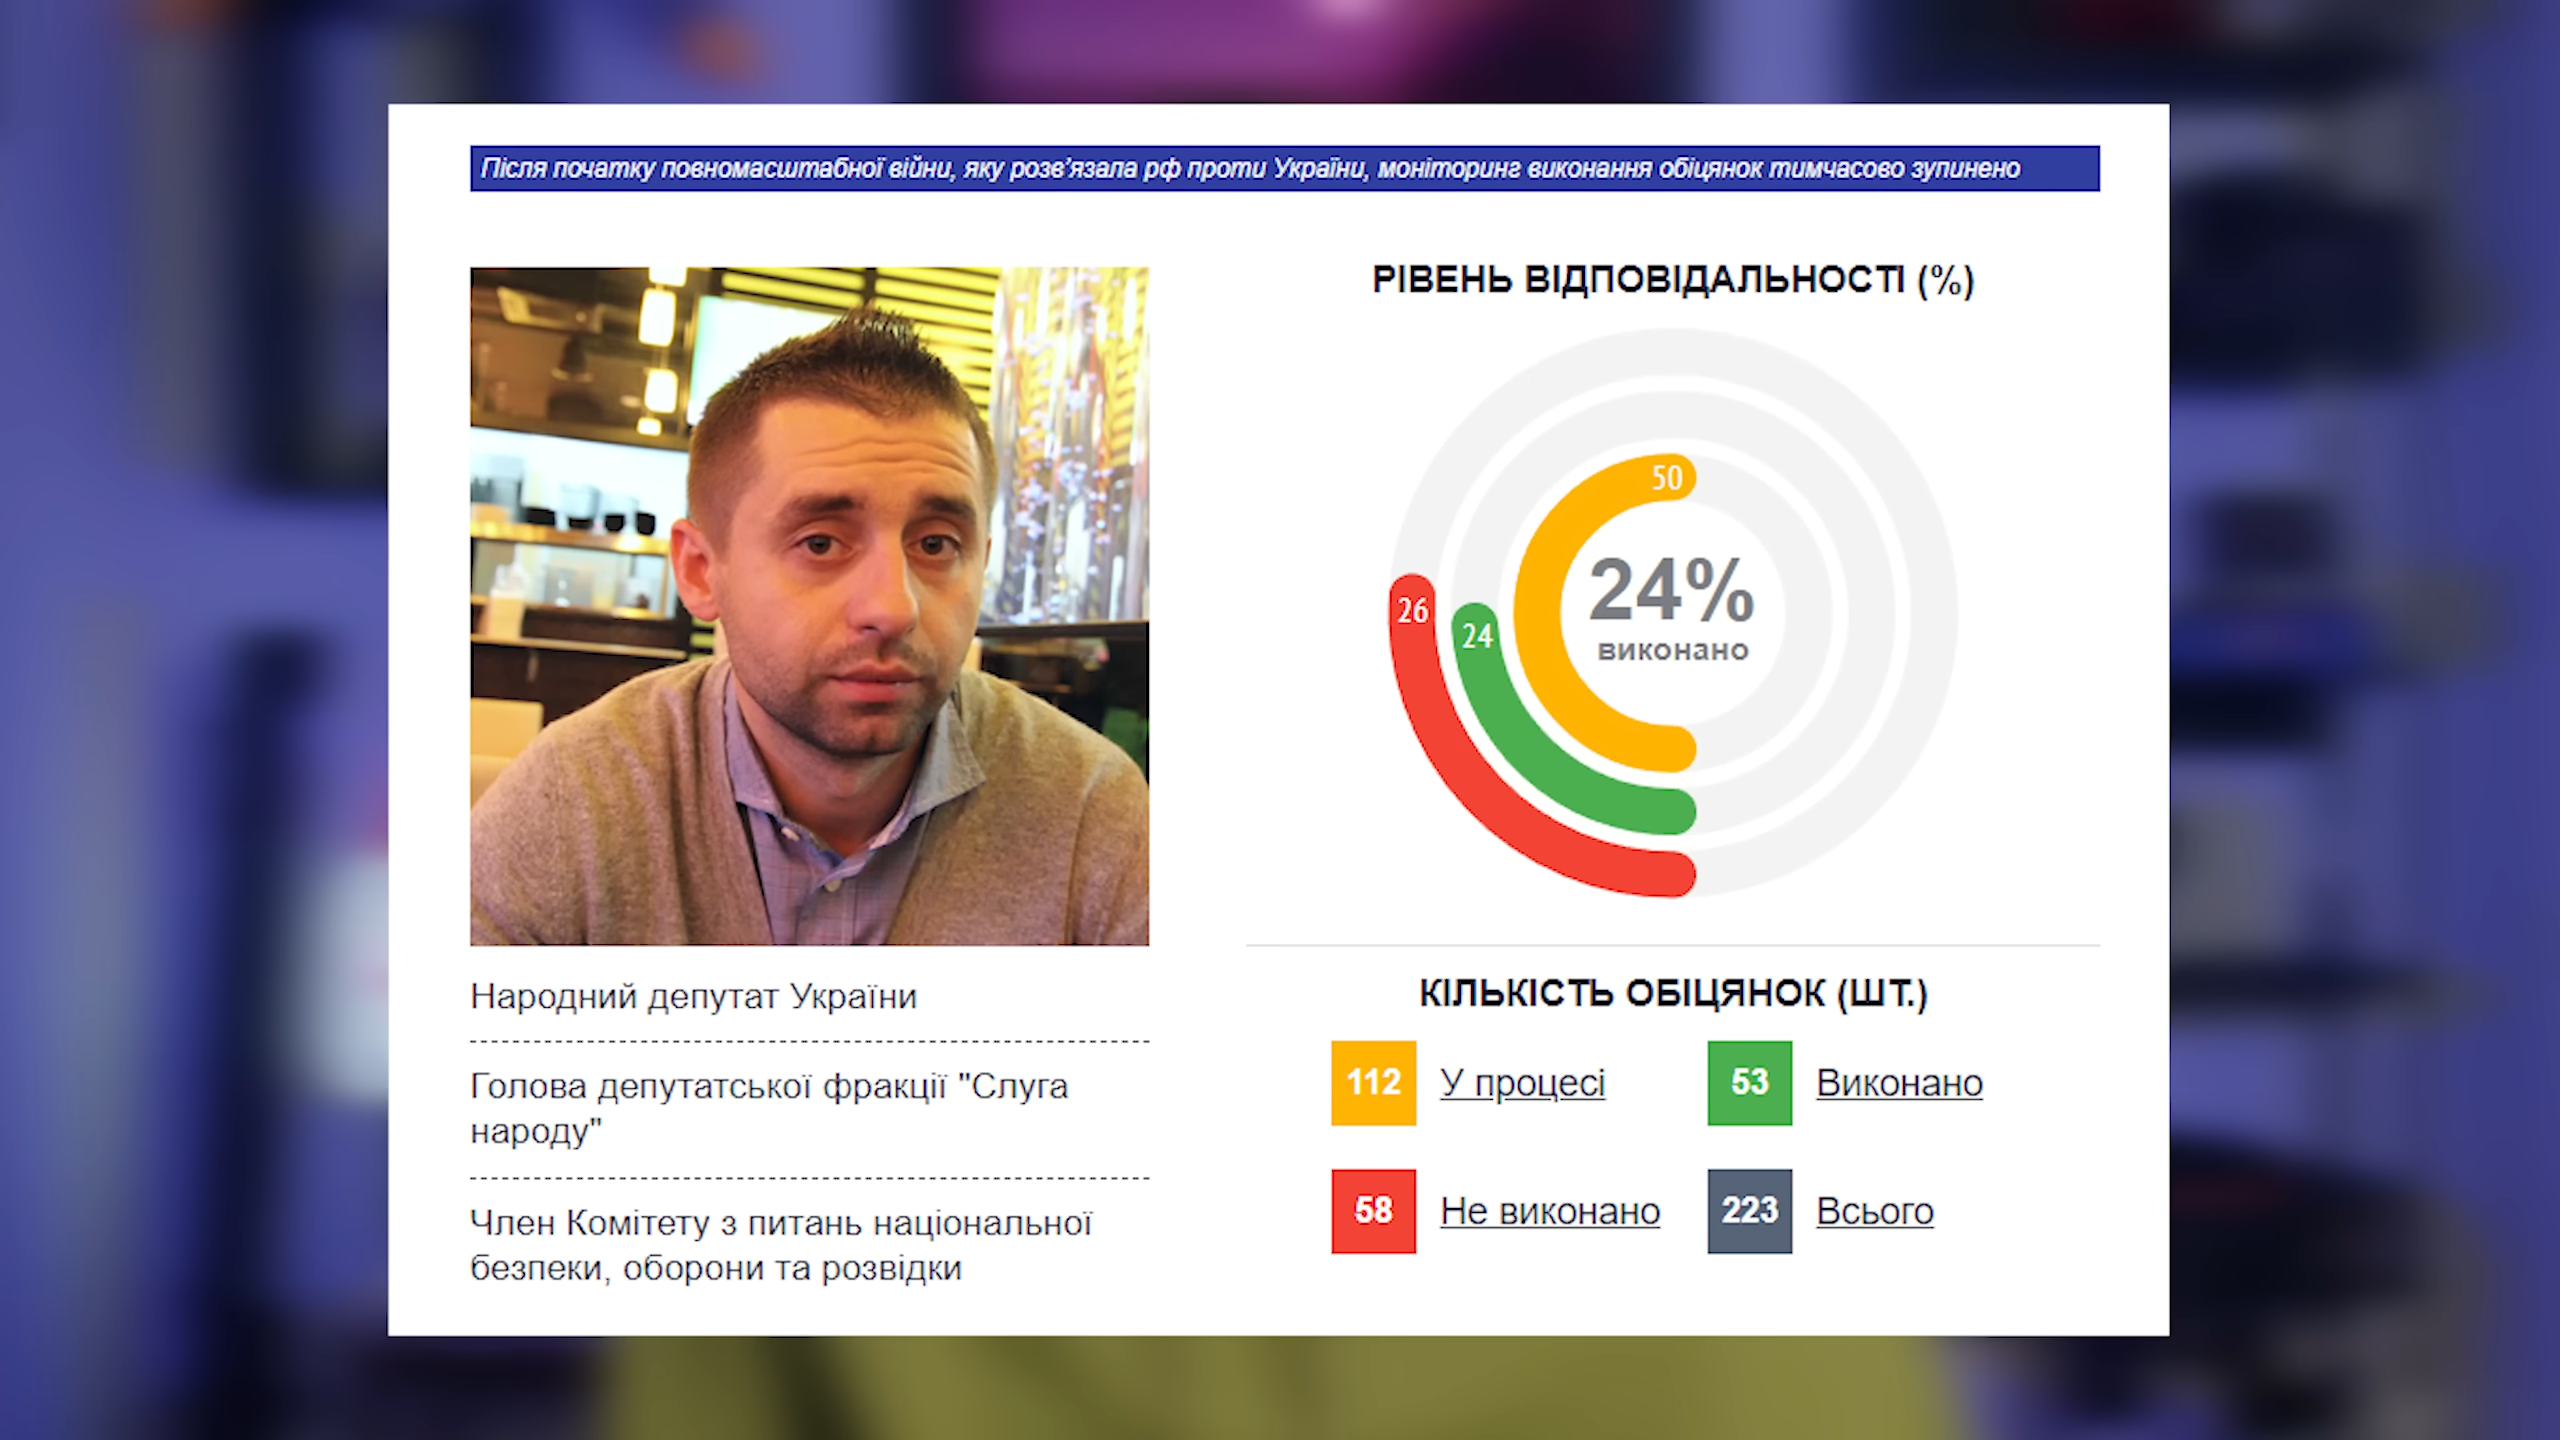 Після початку повномасштабної війни, яку розв’язала рф проти України, моніторинг виконання обіцянок тимчасово зупинено
РІВЕНЬ ВІДПОВІДАЛЬНОСТІ (%)
50
26
24
24%
виконано
Народний депутат України
Голова депутатської фракції "Слуга
народу"
Член Комітету з питань національної
безпеки, оборони та розвідки
КІЛЬКІСТЬ ОБІЦЯНОК (ШТ.)
112 У процесі
53 Виконано
58 Не виконано
223 Всього